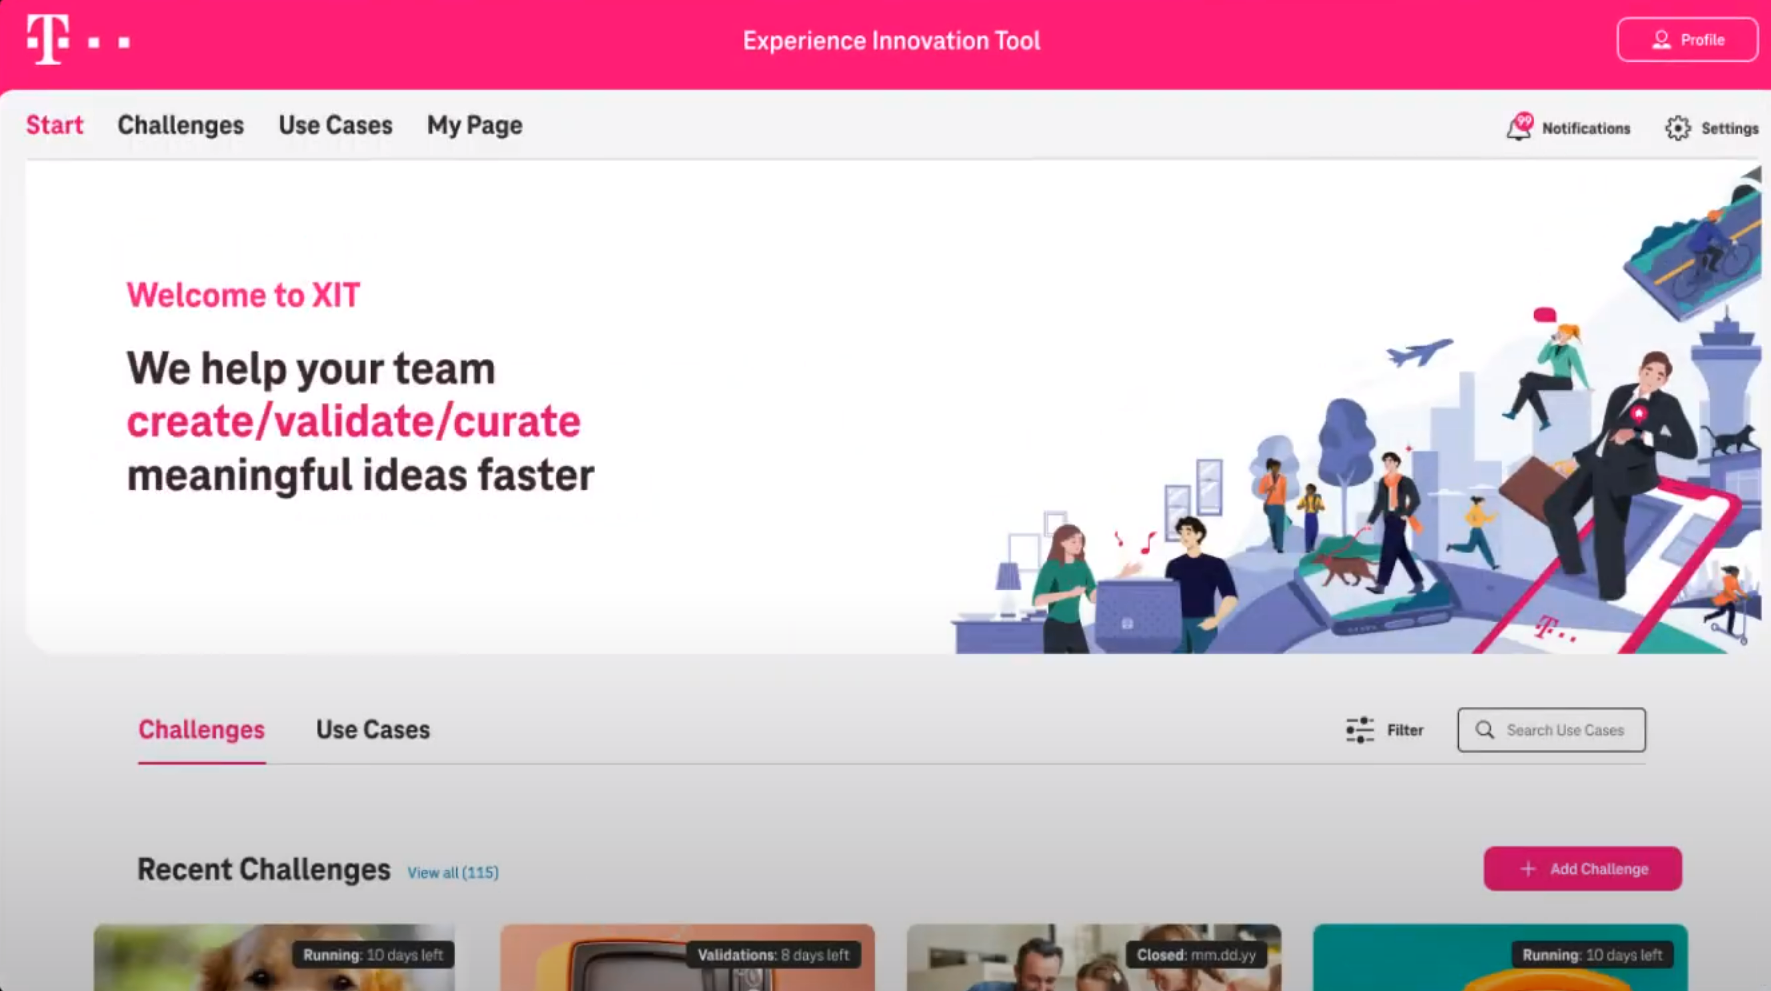 T
Experience Innovation Tool
Profile
Start
Challenges
Use Cases
My Page
99
Notifications
Settings
Welcome to XIT
We help your team
create/validate/curate
meaningful ideas faster
T
Challenges
Use Cases
Filter
Search Use Cases
Recent Challenges
View all (115)
Add Challenge
Running: 10 days left
Validations: 8 days left
Closed: mm.dd.yy
Running: 10 days left